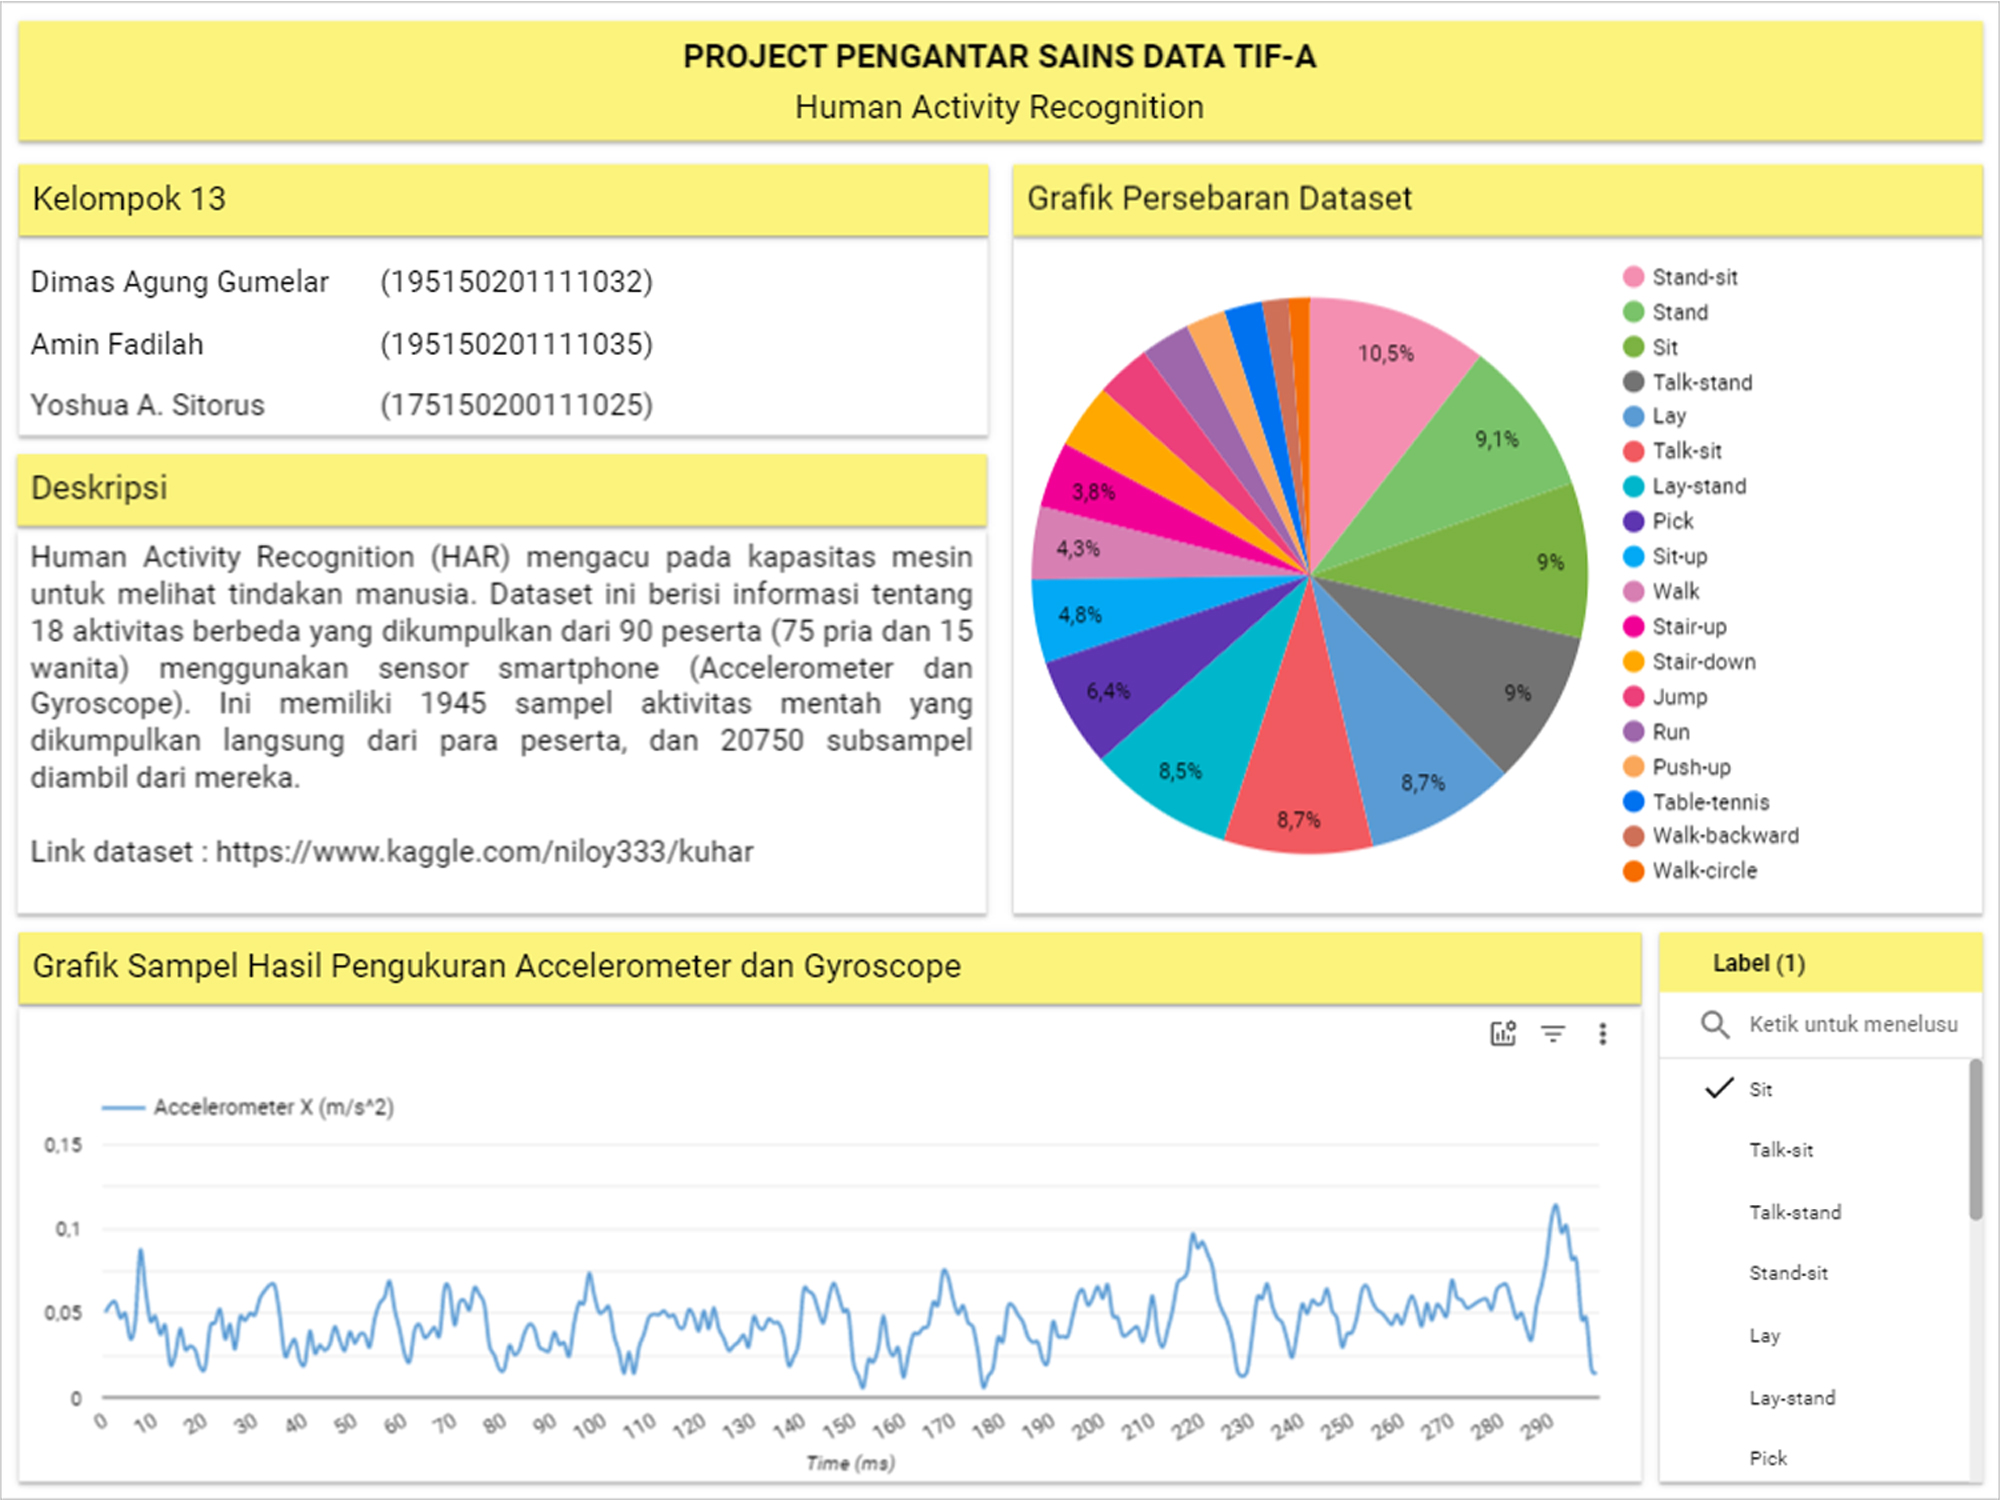 PROJECT PENGANTAR SAINS DATA TIF-A
Human Activity Recognition
Kelompok 13
Dimas Agung Gumelar (195150201111032)
Amin Fadilah (195150201111035)
Yoshua A. Sitorus (175150200111025)
Deskripsi
Human Activity Recognition (HAR) mengacu pada kapasitas mesin
untuk melihat tindakan manusia. Dataset ini berisi informasi tentang
18 aktivitas berbeda yang dikumpulkan dari 90 peserta (75 pria dan 15
wanita) menggunakan sensor smartphone (Accelerometer dan
Gyroscope). Ini memiliki 1945 sampel aktivitas mentah yang
dikumpulkan langsung dari para peserta, dan 20750 subsampel
diambil dari mereka.
Link dataset : https://www.kaggle.com/niloy333/kuhar
Grafik Persebaran Dataset
10,5%
9,1%
9%
9%
8,7%
8,7%
8,5%
6,4%
4,8%
4,3%
3,8%
Stand-sit
Stand
Sit
Talk-stand
Lay
Talk-sit
Lay-stand
Pick
Sit-up
Walk
Stair-up
Stair-down
Jump
Run
Push-up
Table-tennis
Walk-backward
Walk-circle
Grafik Sampel Hasil Pengukuran Accelerometer dan Gyroscope
Accelerometer X (m/s^2)
0,15
0,1
0,05
0
0 10 20 30 40 50 60 70 80 90 100 110 120 130 140 150 160 170 180 190 200 210 220 230 240 250 260 270 280 290
Time (ms)
Label (1)
Ketik untuk menelusu
Sit
Talk-sit
Talk-stand
Stand-sit
Lay
Lay-stand
Pick